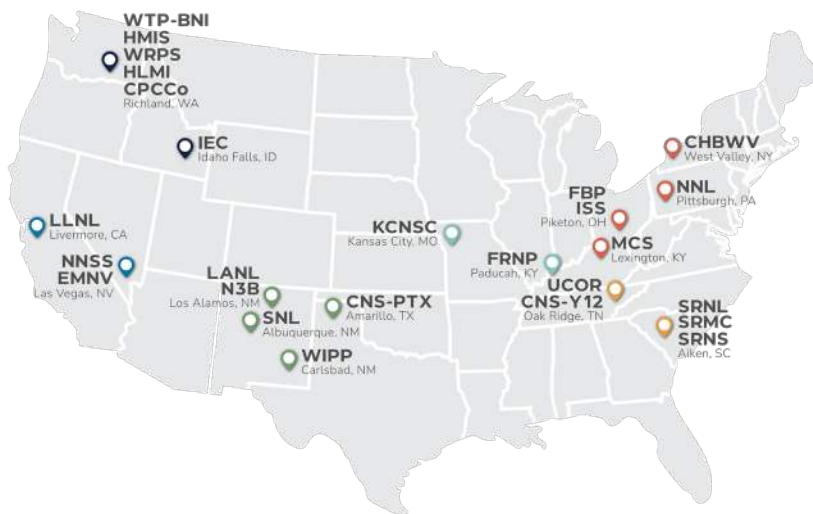 WTP-BNI
HMIS
WRPS
HLMI
CPCCo
Richland, WA
IEC
Idaho Falls, ID
CHBWV
West Valley, NY
NNL
Pittsburgh, PA
FBP
ISS
Piketon, OH
LLNL
Livermore, CA
KCNSC
Kansas City, MO
MCS
Lexington, KY
NNSS
EMNV
Las Vegas, NV
FRNP
Paducah, KY
LANL
N3B
Los Alamos, NM
UCOR
CNS-Y12
Oak Ridge, TN
CNS-PTX
Amarillo, TX
SNL
Albuquerque, NM
SRNL
SRMC
SRNS
Aiken, SC
WIPP
Carlsbad, NM